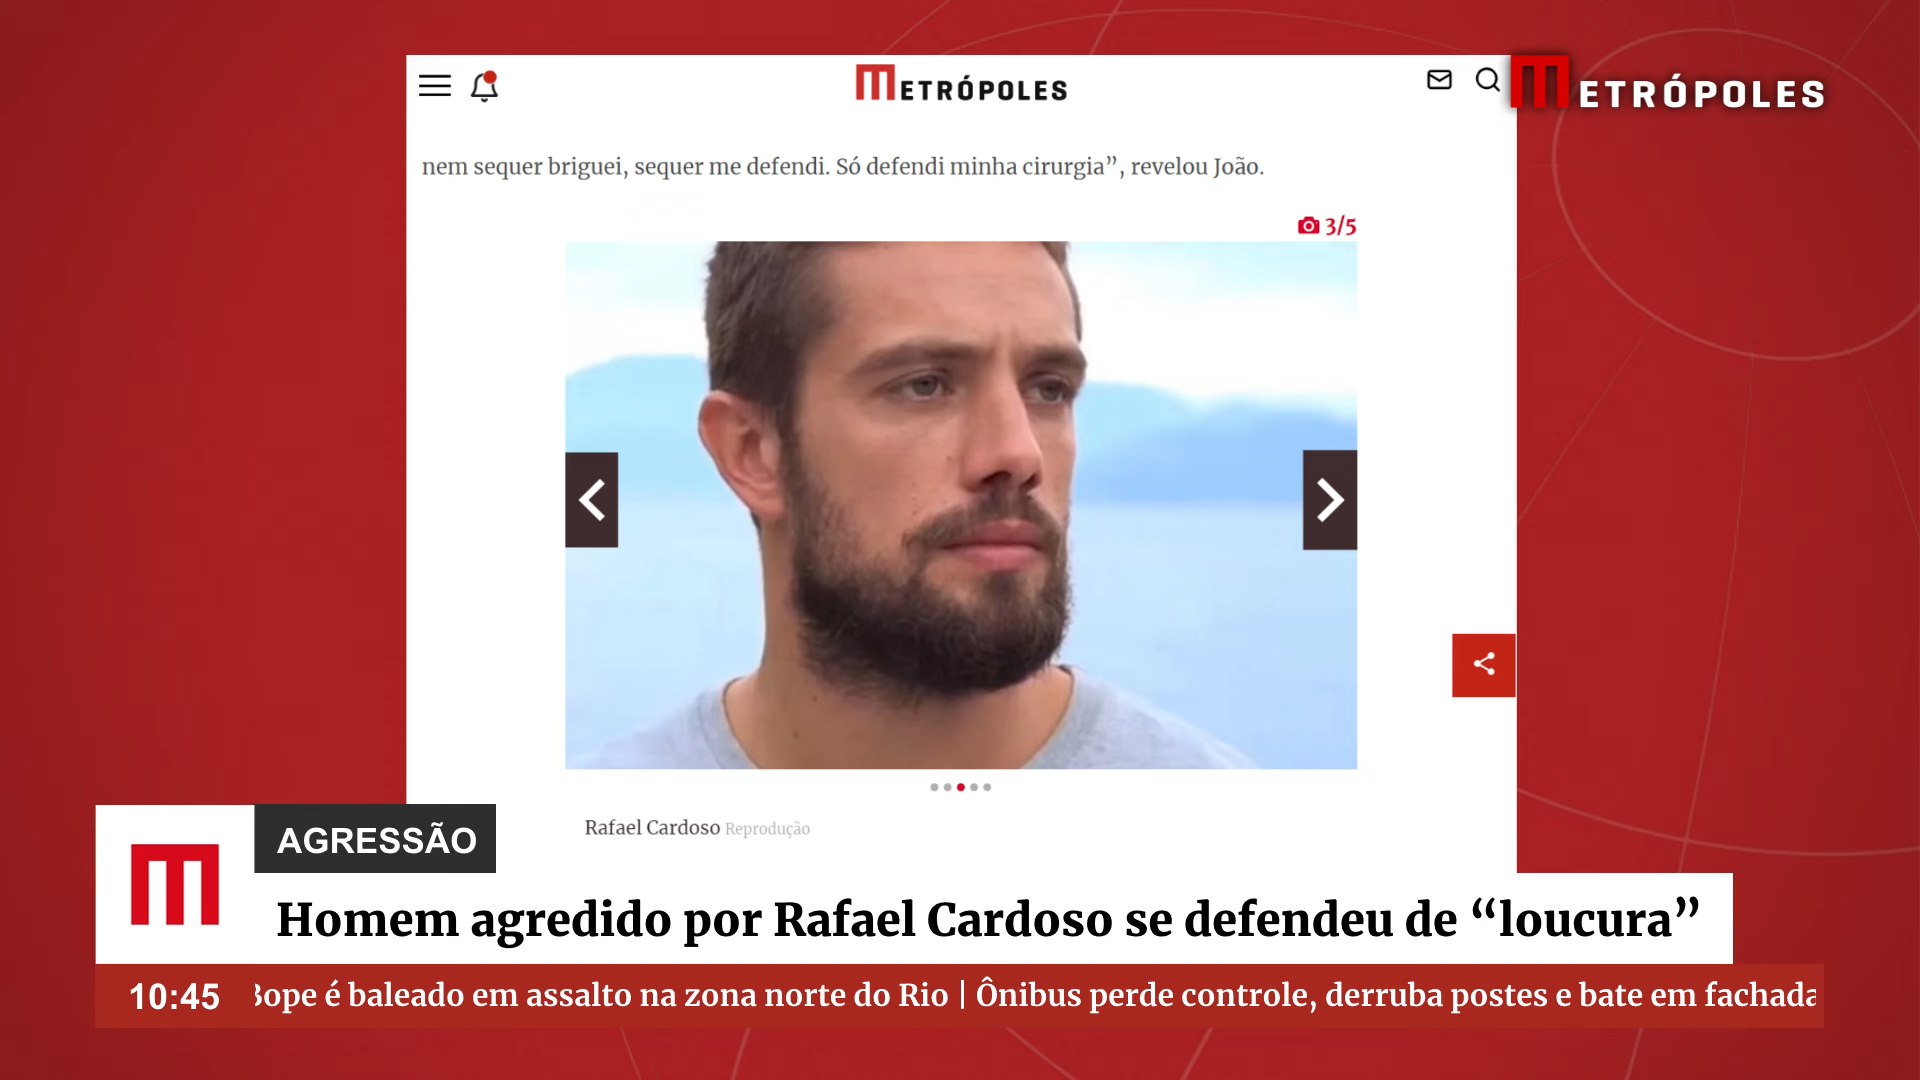 METRÓPOLES
METRÓPOLES
nem sequer briguei, sequer me defendi. Só defendi minha cirurgia”, revelou João.
3/5
Rafael Cardoso Reprodução
AGRESSÃO
M
Homem agredido por Rafael Cardoso se defendeu de “loucura”
10:45 Bope é baleado em assalto na zona norte do Rio | Ônibus perde controle, derruba postes e bate em fachada